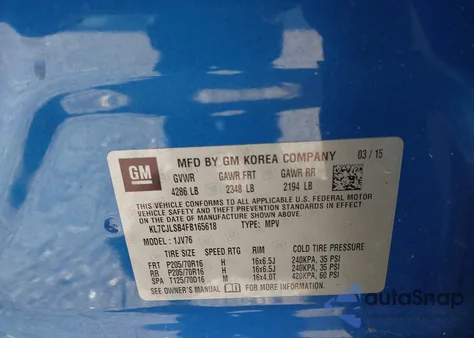 GM
MFD BY GM KOREA COMPANY
03 / 15
GVWR GAWR FRT GAWR RR
4286 LB 2348 LB 2194 LB
THIS VEHICLE CONFORMS TO ALL APPLICABLE U.S. FEDERAL MOTOR
VEHICLE SAFETY AND THEFT PREVENTION STANDARDS IN EFFECT
ON THE DATE OF MANUFACTURE SHOWN ABOVE.
KL7CJLSB4FB165618 TYPE: MPV
MODEL : 1JV76
COLD TIRE PRESSURE
TIRE SIZE SPEED RTG RIM
FRT P205/70R16 H 16x6.5J 240KPA, 35 PSI
RR P205/70R16 H 16x6.5J 240KPA, 35 PSI
SPA T125/70D16 M 16x4.0T 420KPA, 60 PSI
SEE OWNER'S MANUAL FOR MORE INFORMATION.
autoSnap